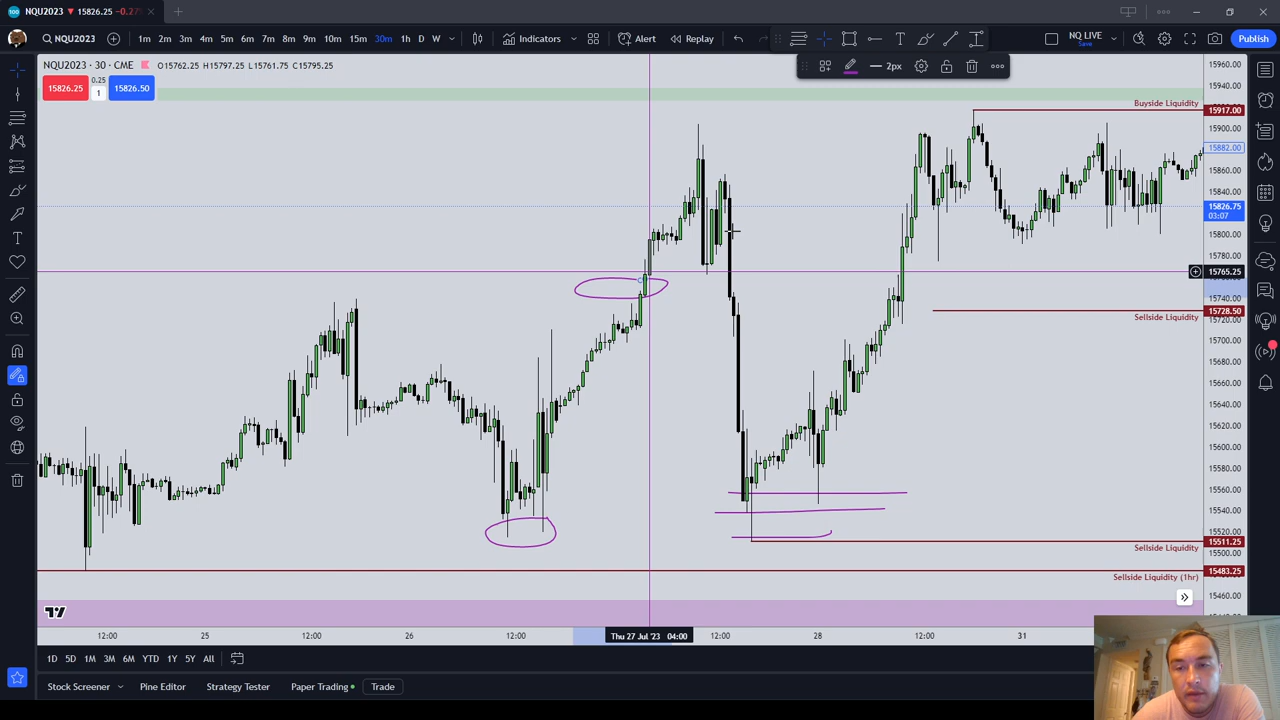 NQU2023 ▼ 15826.25 −0.27
NQU2023
1m 2m 3m 4m 5m 6m 7m 8m 9m 10m 15m 30m 1h D W
Indicators
Alert
Replay
NQ LIVE
Save
Publish
NQU2023 · 30 · CME
O15762.25 H15797.25 L15761.75 C15795.25
15826.25
0.25
1
15826.50
2px
15960.00
15940.00
Buyside Liquidity
15917.00
15900.00
15882.00
15860.00
15840.00
15826.75
03:07
15800.00
15780.00
15765.25
15740.00
15728.50
Sellside Liquidity
15720.00
15700.00
15680.00
15660.00
15640.00
15620.00
15600.00
15580.00
15560.00
15540.00
15511.25
15520.00
Sellside Liquidity
15500.00
15483.25
Sellside Liquidity (1hr)
15460.00
12:00 25 12:00 26 12:00 Thu 27 Jul '23 04:00 12:00 28 12:00 31
1D 5D 1M 3M 6M YTD 1Y 5Y All
Stock Screener Pine Editor Strategy Tester Paper Trading Trade